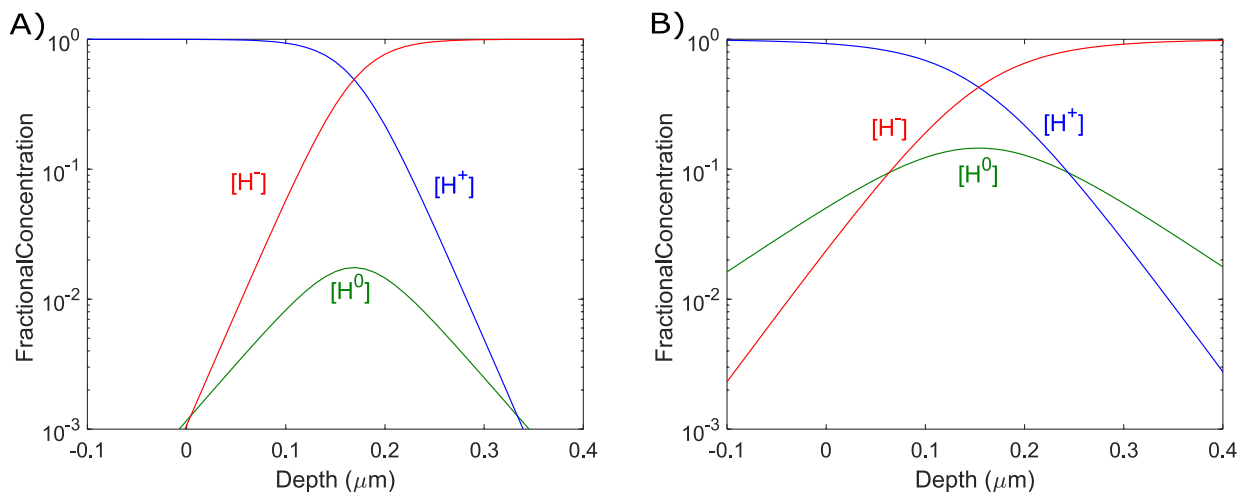 A)
10^0
10^-1
10^-2
10^-3
-0.1 0 0.1 0.2 0.3 0.4
Depth (μm)
FractionalConcentration
[H^-]
[H^+]
[H^0]
B)
10^0
10^-1
10^-2
10^-3
-0.1 0 0.1 0.2 0.3 0.4
Depth (μm)
FractionalConcentration
[H^-]
[H^+]
[H^0]